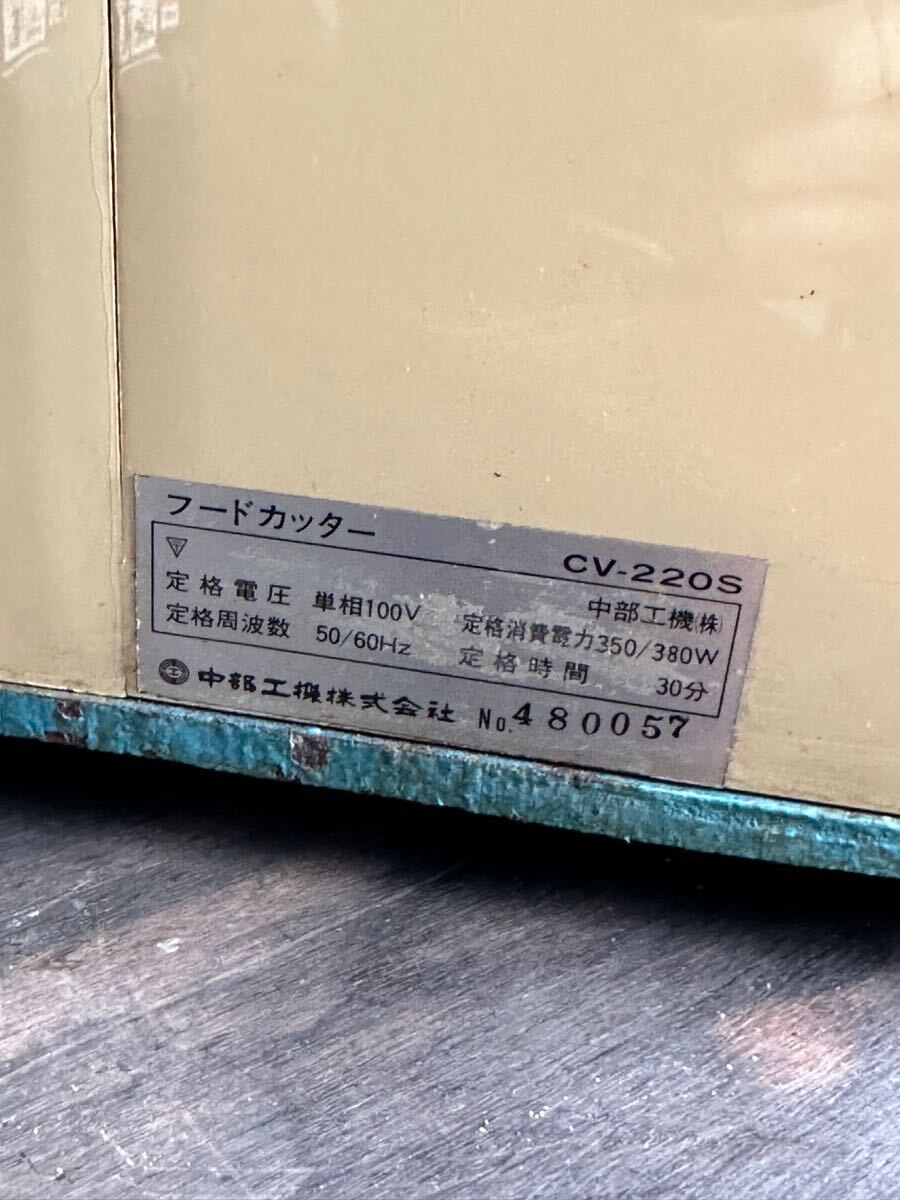 フードカッター
CV-220S
中部工機(株)
定格電圧 単相100V 定格消費電力350/380W
定格周波数 50/60Hz 定格時間 30分
中部工機株式会社 No.480057